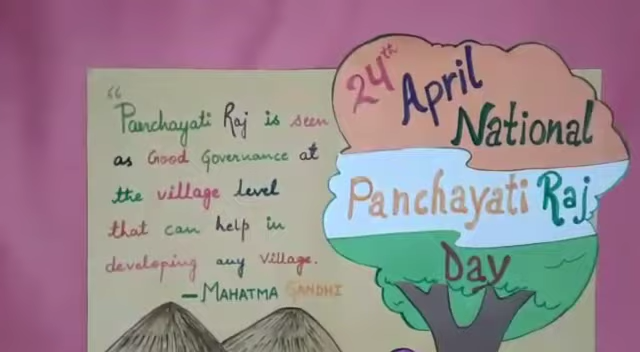 “Panchayati Raj is seen
as Good Governance at
the village level
that can help in
developing any village.
— MAHATMA GANDHI
24th April
National
Panchayati Raj
Day